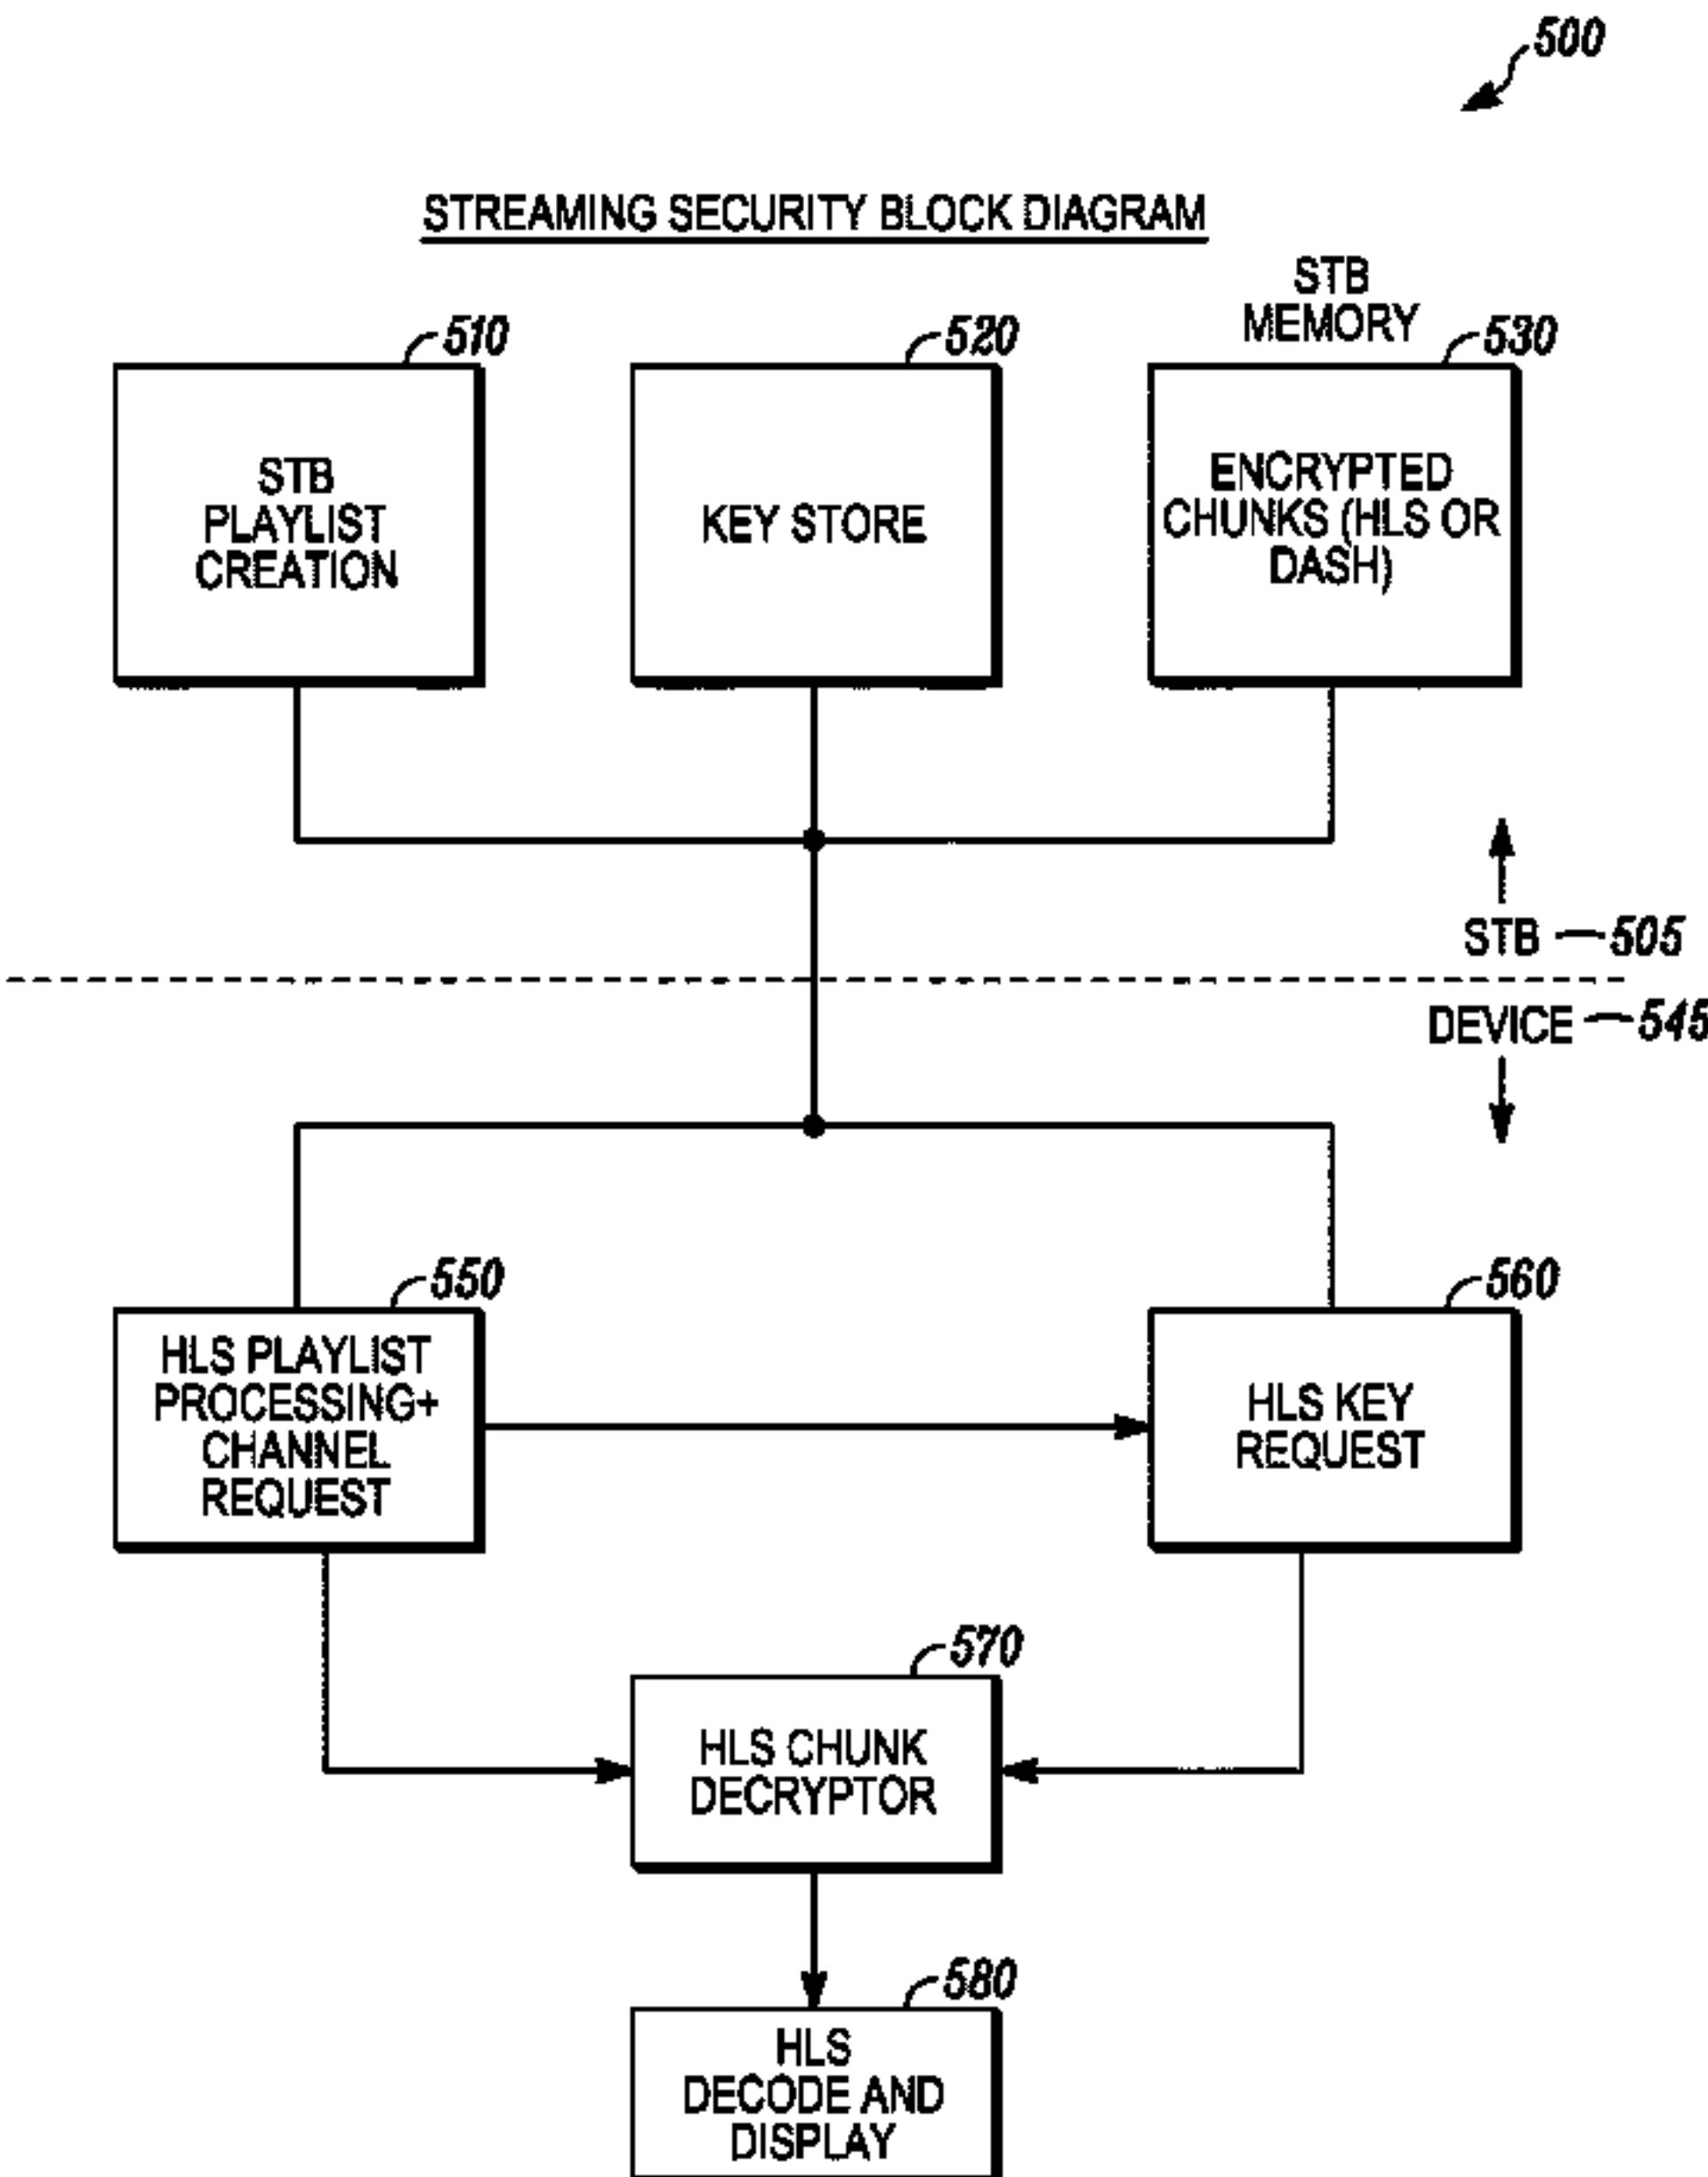 500
STREAMING SECURITY BLOCK DIAGRAM
STB
MEMORY
510
520
530
STB
PLAYLIST
CREATION
KEY STORE
ENCRYPTED
CHUNKS (HLS OR
DASH)
STB 505
DEVICE 545
550
560
HLS PLAYLIST
PROCESSING+
CHANNEL
REQUEST
HLS KEY
REQUEST
570
HLS CHUNK
DECRYPTOR
580
HLS
DECODE AND
DISPLAY